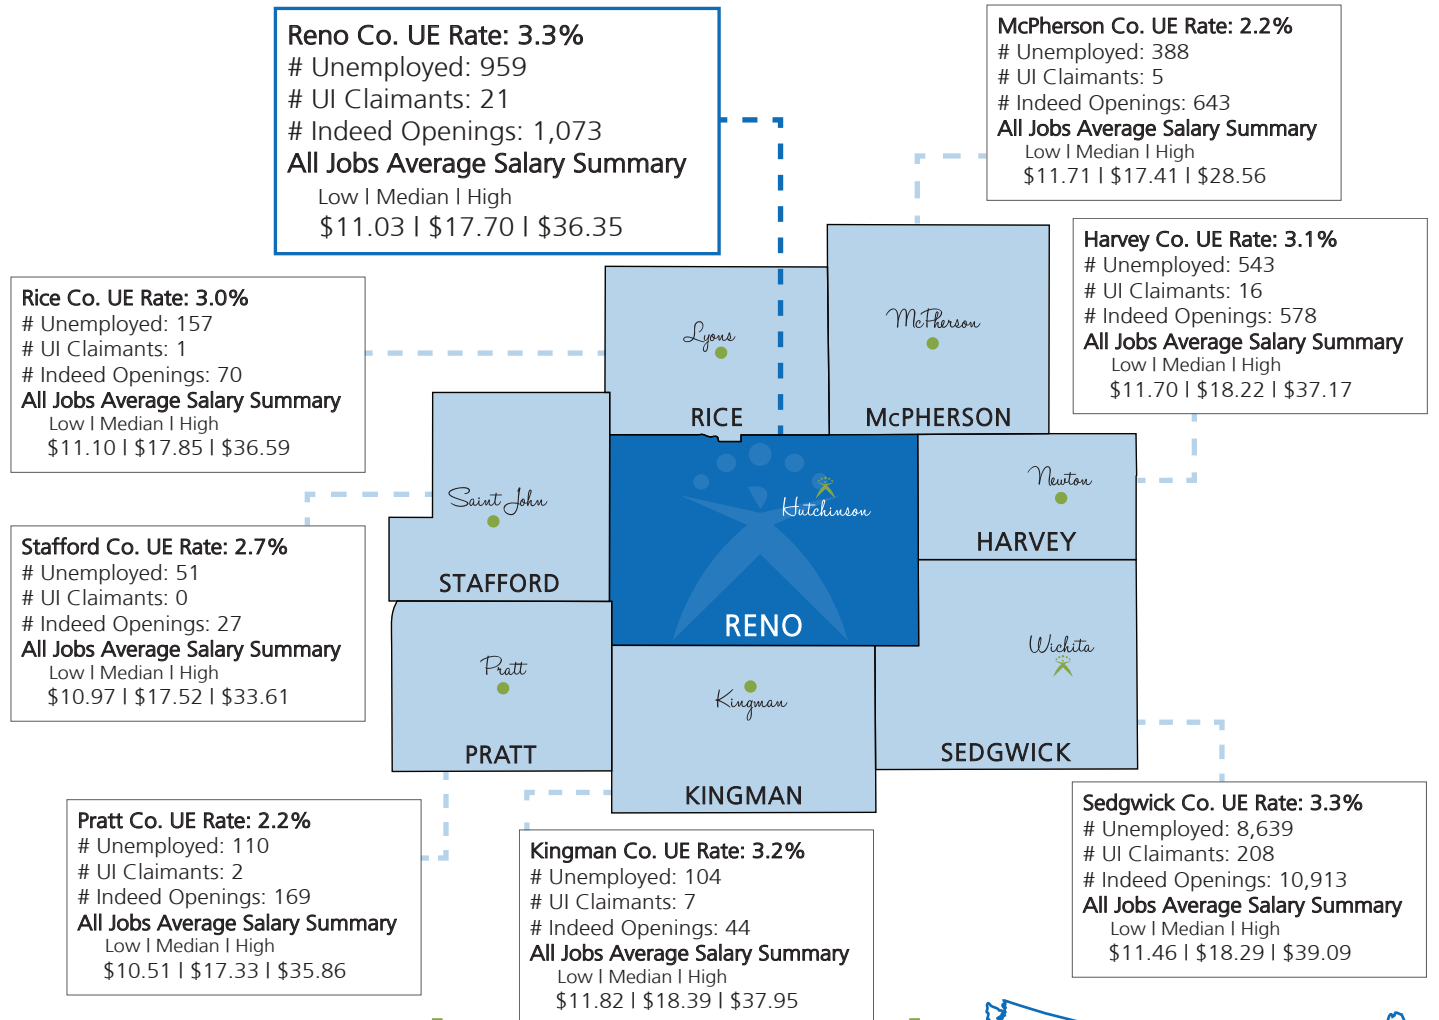 Reno Co. UE Rate: 3.3%
# Unemployed: 959
# UI Claimants: 21
# Indeed Openings: 1,073
All Jobs Average Salary Summary
Low | Median | High
$11.03 | $17.70 | $36.35
McPherson Co. UE Rate: 2.2%
# Unemployed: 388
# UI Claimants: 5
# Indeed Openings: 643
All Jobs Average Salary Summary
Low | Median | High
$11.71 | $17.41 | $28.56
Harvey Co. UE Rate: 3.1%
# Unemployed: 543
# UI Claimants: 16
# Indeed Openings: 578
All Jobs Average Salary Summary
Low | Median | High
$11.70 | $18.22 | $37.17
Rice Co. UE Rate: 3.0%
# Unemployed: 157
# UI Claimants: 1
# Indeed Openings: 70
All Jobs Average Salary Summary
Low | Median | High
$11.10 | $17.85 | $36.59
Lyons
RICE
McPherson
McPHERSON
Saint John
STAFFORD
Hutchinson
RENO
Newton
HARVEY
Stafford Co. UE Rate: 2.7%
# Unemployed: 51
# UI Claimants: 0
# Indeed Openings: 27
All Jobs Average Salary Summary
Low | Median | High
$10.97 | $17.52 | $33.61
Pratt
PRATT
Kingman
KINGMAN
Wichita
SEDGWICK
Pratt Co. UE Rate: 2.2%
# Unemployed: 110
# UI Claimants: 2
# Indeed Openings: 169
All Jobs Average Salary Summary
Low | Median | High
$10.51 | $17.33 | $35.86
Kingman Co. UE Rate: 3.2%
# Unemployed: 104
# UI Claimants: 7
# Indeed Openings: 44
All Jobs Average Salary Summary
Low | Median | High
$11.82 | $18.39 | $37.95
Sedgwick Co. UE Rate: 3.3%
# Unemployed: 8,639
# UI Claimants: 208
# Indeed Openings: 10,913
All Jobs Average Salary Summary
Low | Median | High
$11.46 | $18.29 | $39.09